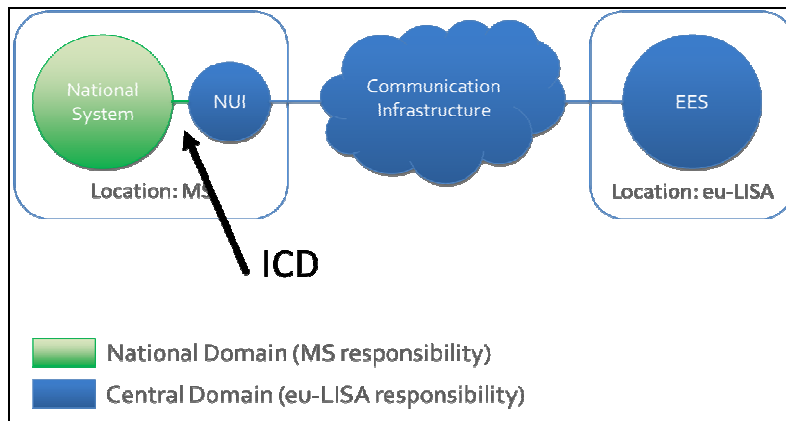 National
System
NUI
Communication
Infrastructure
EES
Location: MS
Location: eu-LISA
ICD
National Domain (MS responsibility)
Central Domain (eu-LISA responsibility)